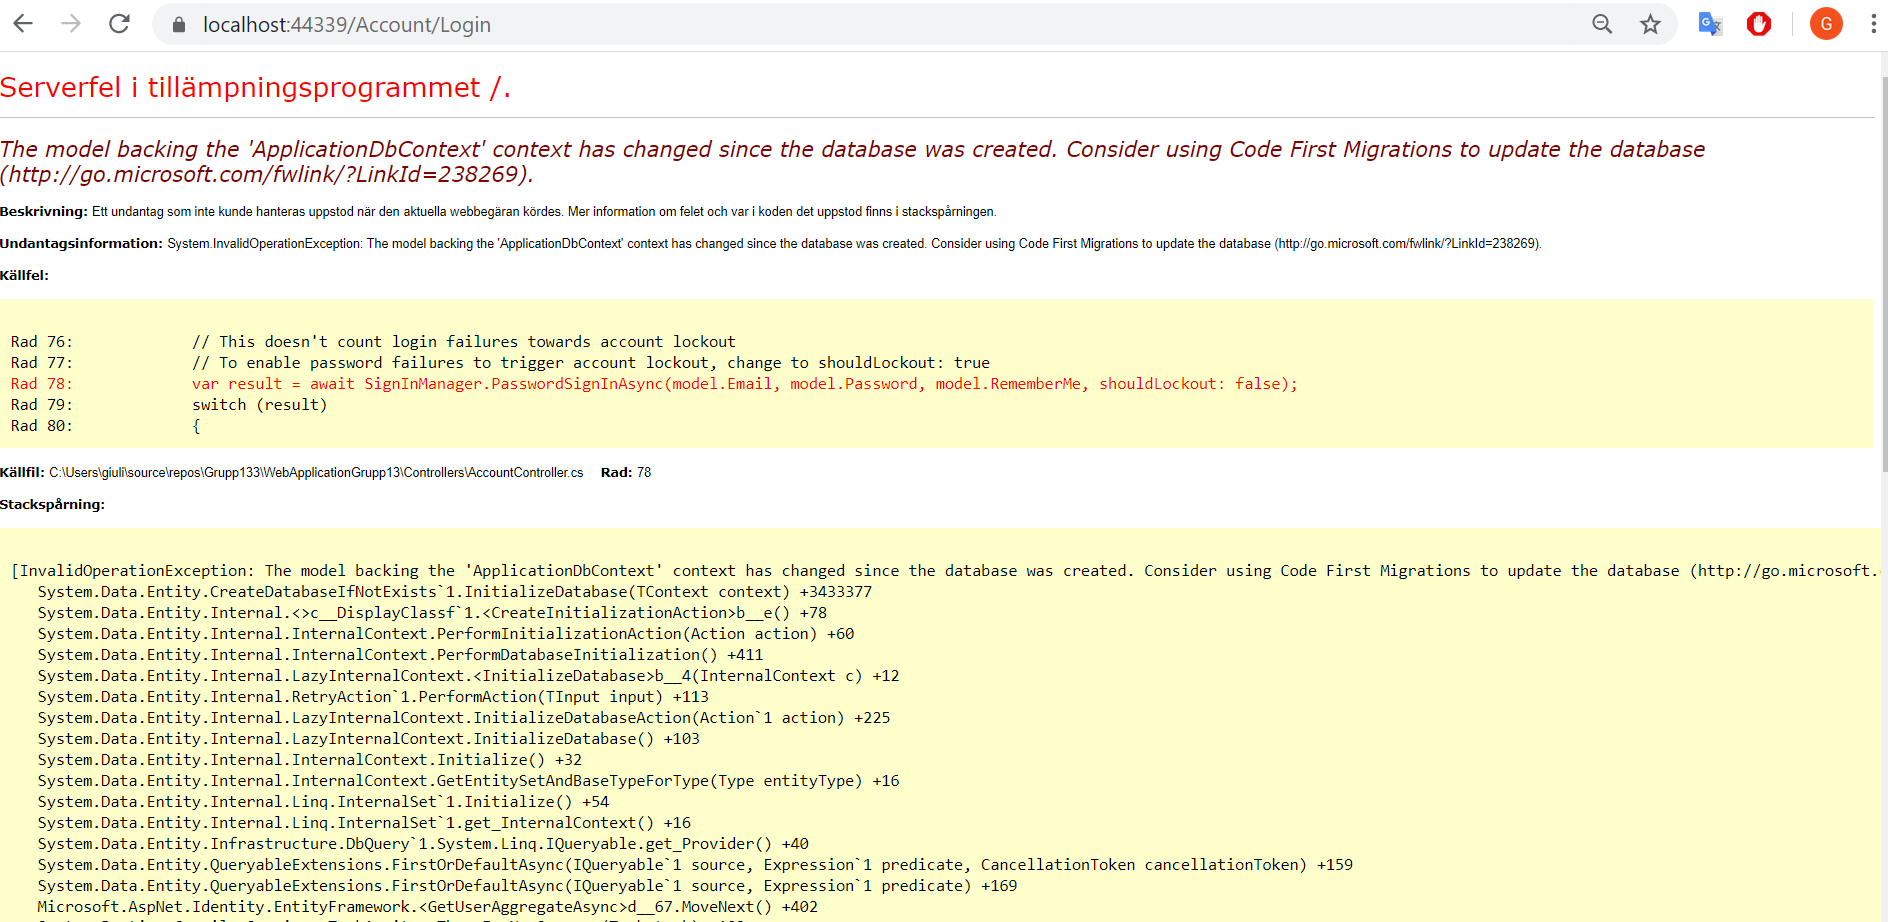 localhost:44339/Account/Login
G
Serverfel i tillämpningsprogrammet /.
The model backing the 'ApplicationDbContext' context has changed since the database was created. Consider using Code First Migrations to update the database
(http://go.microsoft.com/fwlink/?LinkId=238269).
Beskrivning: Ett undantag som inte kunde hanteras uppstod när den aktuella webbegäran kördes. Mer information om felet och var i koden det uppstod finns i stackspårningen.
Undantagsinformation: System.InvalidOperationException: The model backing the 'ApplicationDbContext' context has changed since the database was created. Consider using Code First Migrations to update the database (http://go.microsoft.com/fwlink/?LinkId=238269).
Källfel:
Rad 76:             // This doesn't count login failures towards account lockout
Rad 77:             // To enable password failures to trigger account lockout, change to shouldLockout: true
Rad 78:             var result = await SignInManager.PasswordSignInAsync(model.Email, model.Password, model.RememberMe, shouldLockout: false);
Rad 79:             switch (result)
Rad 80:             {
Källfil: C:\Users\giuli\source\repos\Grupp133\WebApplicationGrupp13\Controllers\AccountController.cs    Rad: 78
Stackspårning:
[InvalidOperationException: The model backing the 'ApplicationDbContext' context has changed since the database was created. Consider using Code First Migrations to update the database (http://go.microsoft.
System.Data.Entity.CreateDatabaseIfNotExists`1.InitializeDatabase(TContext context) +3433377
System.Data.Entity.Internal.<>c__DisplayClassf`1.<CreateInitializationAction>b__e() +78
System.Data.Entity.Internal.InternalContext.PerformInitializationAction(Action action) +60
System.Data.Entity.Internal.InternalContext.PerformDatabaseInitialization() +411
System.Data.Entity.Internal.LazyInternalContext.<InitializeDatabase>b__4(InternalContext c) +12
System.Data.Entity.Internal.RetryAction`1.PerformAction(TInput input) +113
System.Data.Entity.Internal.LazyInternalContext.InitializeDatabaseAction(Action`1 action) +225
System.Data.Entity.Internal.LazyInternalContext.InitializeDatabase() +103
System.Data.Entity.Internal.InternalContext.Initialize() +32
System.Data.Entity.Internal.InternalContext.GetEntitySetAndBaseTypeForType(Type entityType) +16
System.Data.Entity.Internal.Linq.InternalSet`1.Initialize() +54
System.Data.Entity.Internal.Linq.InternalSet`1.get_InternalContext() +16
System.Data.Entity.Infrastructure.DbQuery`1.System.Linq.IQueryable.get_Provider() +40
System.Data.Entity.QueryableExtensions.FirstOrDefaultAsync(IQueryable`1 source, Expression`1 predicate, CancellationToken cancellationToken) +159
System.Data.Entity.QueryableExtensions.FirstOrDefaultAsync(IQueryable`1 source, Expression`1 predicate) +169
Microsoft.AspNet.Identity.EntityFramework.<GetUserAggregateAsync>d__67.MoveNext() +402